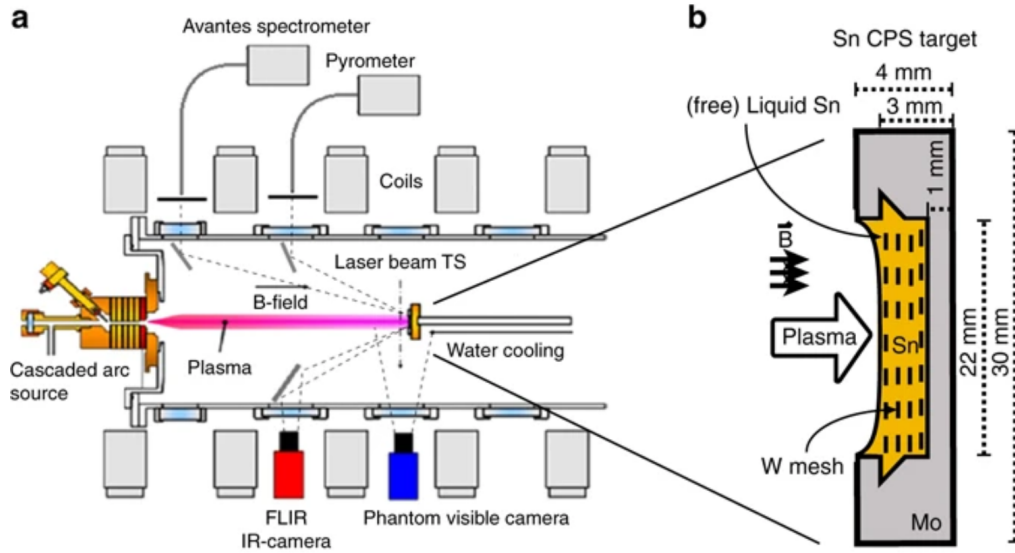 a
Avantes spectrometer
Pyrometer
Coils
Laser beam TS
B-field
Plasma
Water cooling
Cascaded arc
source
FLIR
IR-camera
Phantom visible camera
b
Sn CPS target
4 mm
(free) Liquid Sn
3 mm
1 mm
B
Plasma
Sn
22 mm
30 mm
W mesh
Mo